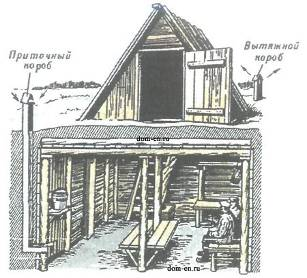 Приточный
короб
Вытяжной
короб
dom-en.ru
dom-en.ru